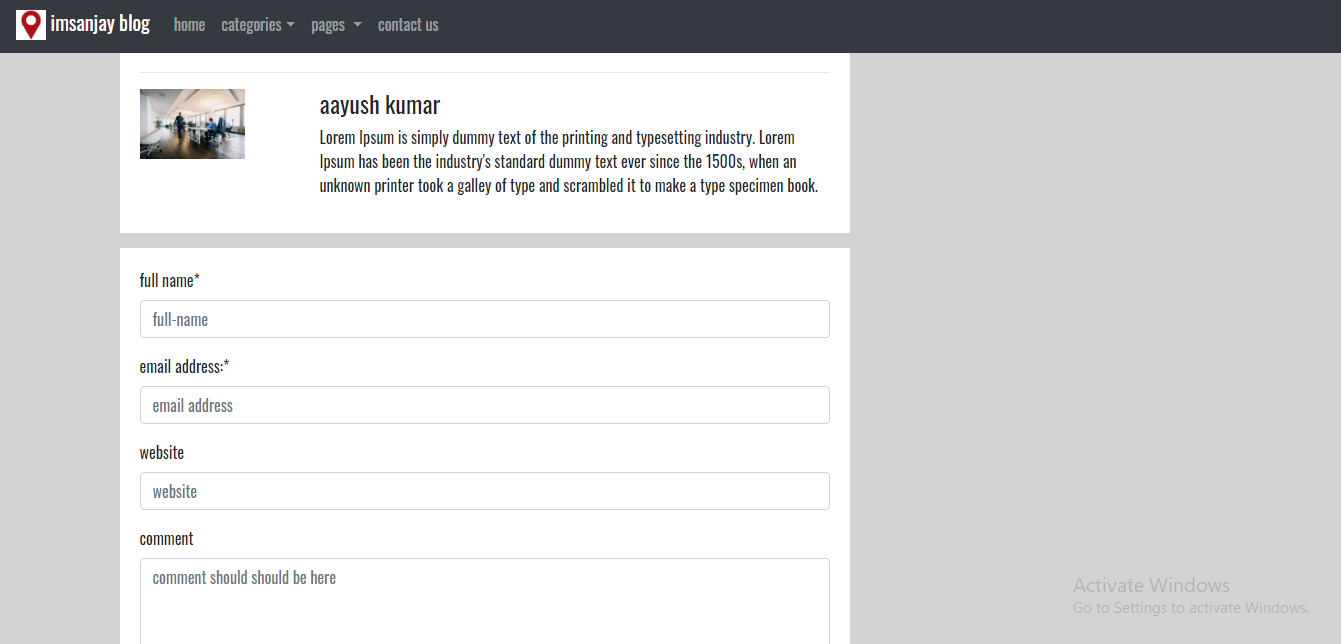 imsanjay blog home categories pages contact us
aayush kumar
Lorem Ipsum is simply dummy text of the printing and typesetting industry. Lorem
Ipsum has been the industry's standard dummy text ever since the 1500s, when an
unknown printer took a galley of type and scrambled it to make a type specimen book.
full name*
full-name
email address:*
email address
website
website
comment
comment should should be here
Activate Windows
Go to Settings to activate Windows.